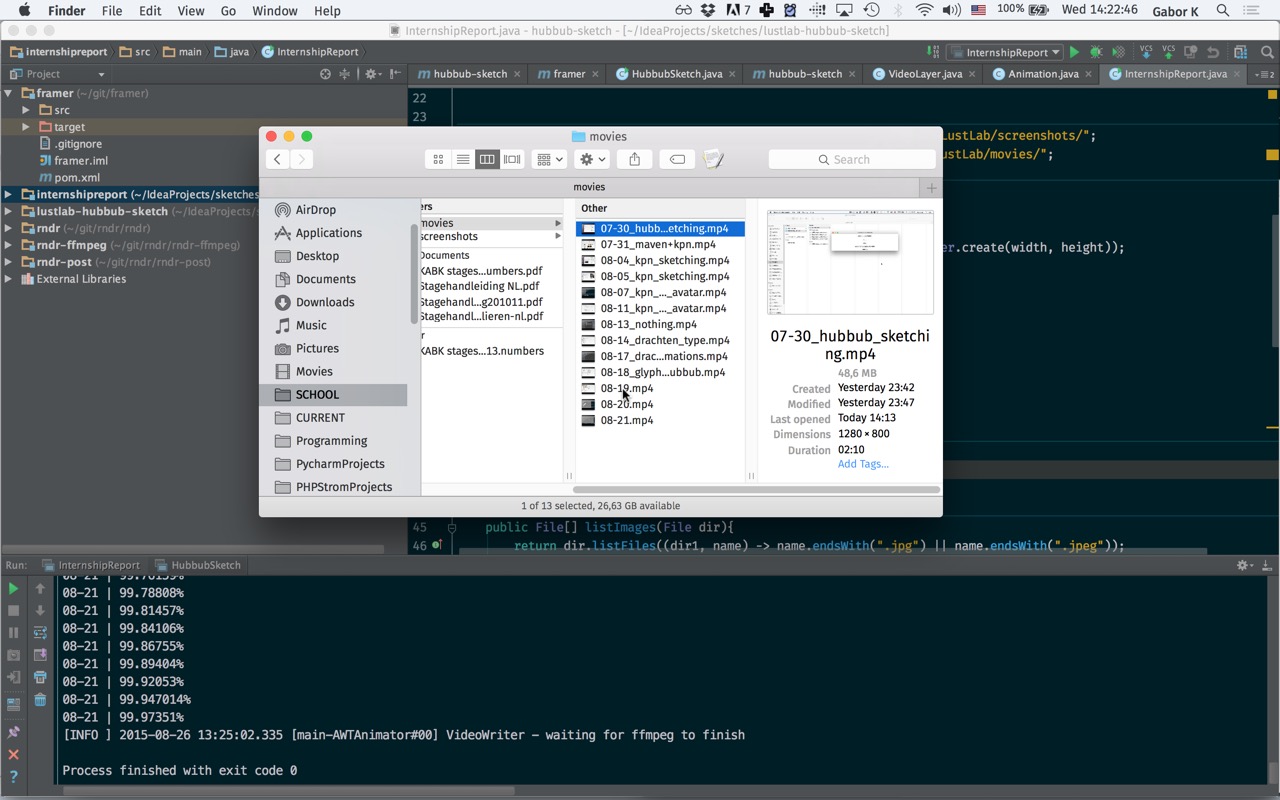 Finder File Edit View Go Window Help 7 100% Wed 14:22:46 Gabor K
InternshipReport.java - hubbub-sketch - [~/IdeaProjects/sketches/lustlab-hubbub-sketch]
internshipreport src main java InternshipReport InternshipReport VCS VCS
Project hubbub-sketch framer HubbubSketch.java hubbub-sketch VideoLayer.java Animation.java InternshipReport.java
framer (~/git/framer)
src
target
.gitignore
framer.iml
pom.xml
internshipreport (~/IdeaProjects/sketches
lustlab-hubbub-sketch (~/IdeaProjects/s
rndr (~/git/rndr/rndr)
rndr-ffmpeg (~/git/rndr/rndr-ffmpeg)
rndr-post (~/git/rndr/rndr-post)
External Libraries
22
23
LustLab/screenshots/";
ustLab/movies/";
er.create(width, height));
45 public File[] listImages(File dir){
46 return dir.listFiles((dir1, name) -> name.endsWith(".jpg") || name.endsWith(".jpeg"));
movies
Search
movies
AirDrop
Applications
Desktop
Documents
Downloads
Music
Pictures
Movies
SCHOOL
CURRENT
Programming
PycharmProjects
PHPStromProjects
ers
movies
screenshots
Documents
KABK stages...umbers.pdf
Stagehandleiding NL.pdf
Stagehandl...g201011.pdf
Stagehandl...lieren-nl.pdf
r
KABK stages...13.numbers
Other
07-30_hubb...etching.mp4
07-31_maven+kpn.mp4
08-04_kpn_sketching.mp4
08-05_kpn_sketching.mp4
08-07_kpn_..._avatar.mp4
08-11_kpn_..._avatar.mp4
08-13_nothing.mp4
08-14_drachten_type.mp4
08-17_drac...mations.mp4
08-18_glyph...ubbub.mp4
08-19.mp4
08-20.mp4
08-21.mp4
07-30_hubbub_sketchi
ng.mp4
48,6 MB
Created Yesterday 23:42
Modified Yesterday 23:47
Last opened Today 14:13
Dimensions 1280 × 800
Duration 02:10
Add Tags...
1 of 13 selected, 26,63 GB available
Run: InternshipReport HubbubSketch
08-21 | 99.78808%
08-21 | 99.81457%
08-21 | 99.84106%
08-21 | 99.86755%
08-21 | 99.89404%
08-21 | 99.92053%
08-21 | 99.947014%
08-21 | 99.97351%
[INFO ] 2015-08-26 13:25:02.335 [main-AWTAnimator#00] VideoWriter - waiting for ffmpeg to finish
Process finished with exit code 0